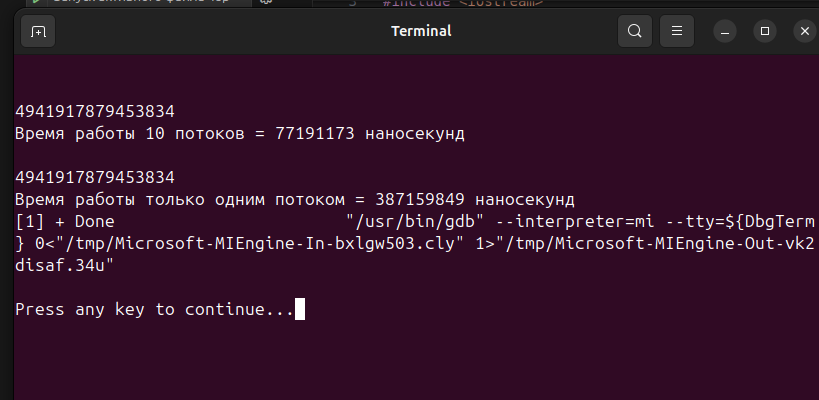 #include <iostream>
Terminal
4941917879453834
Время работы 10 потоков = 77191173 наносекунд
4941917879453834
Время работы только одним потоком = 387159849 наносекунд
[1] + Done                       "/usr/bin/gdb" --interpreter=mi --tty=${DbgTerm
} 0<"/tmp/Microsoft-MIEngine-In-bxlgw503.cly" 1>"/tmp/Microsoft-MIEngine-Out-vk2
disaf.34u"
Press any key to continue...